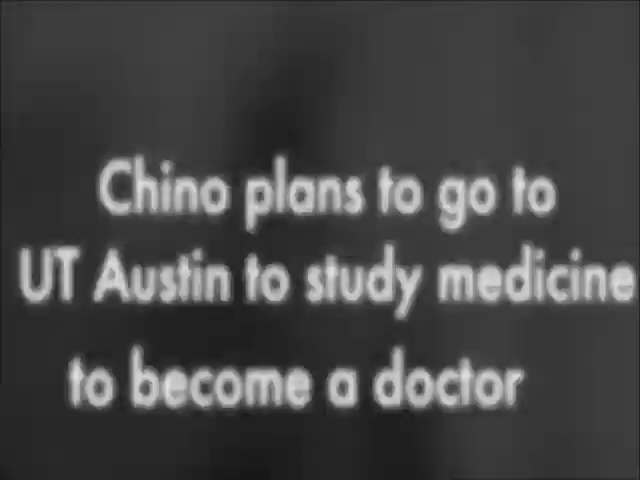 Chino plans to go to
UT Austin to study medicine
to become a doctor